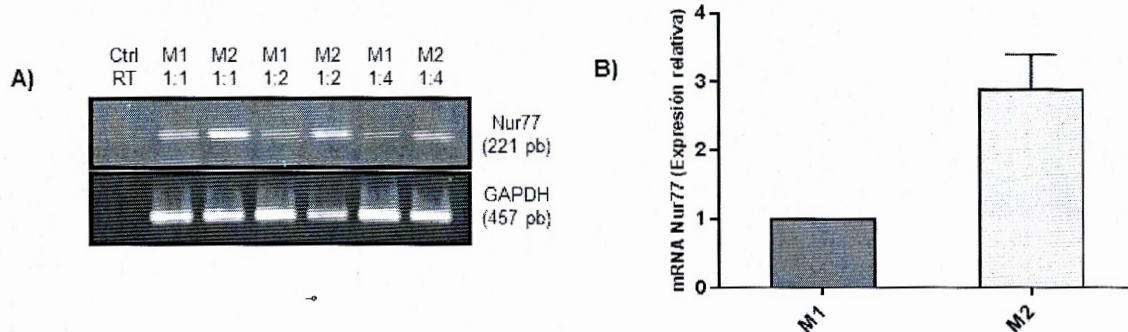 A)
Ctrl M1 M2 M1 M2 M1 M2
RT 1:1 1:1 1:2 1:2 1:4 1:4
Nur77
(221 pb)
GAPDH
(457 pb)
B)
mRNA Nur77 (Expresión relativa)
4
3
2
1
0
M1
M2